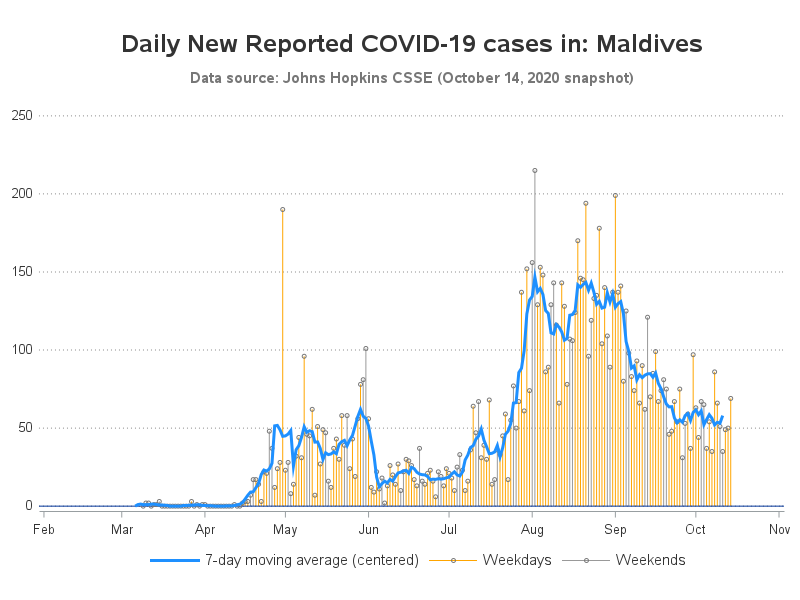 Daily New Reported COVID-19 cases in: Maldives
Data source: Johns Hopkins CSSE (October 14, 2020 snapshot)
250
200
150
100
50
0
Feb Mar Apr May Jun Jul Aug Sep Oct Nov
7-day moving average (centered) Weekdays Weekends